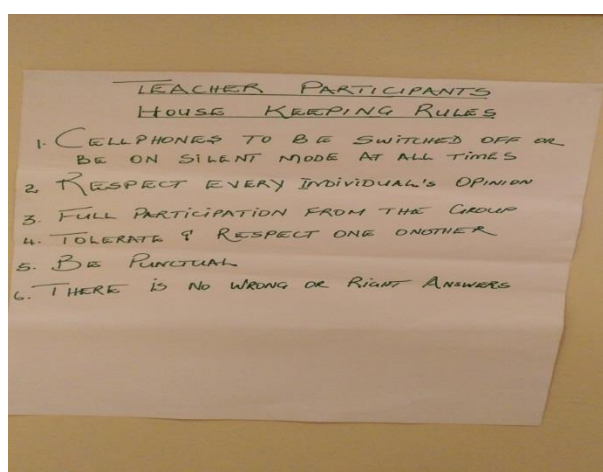 TEACHER PARTICIPANTS
HOUSE KEEPING RULES
1. CELLPHONES TO BE SWITCHED OFF OR
BE ON SILENT MODE AT ALL TIMES
2. RESPECT EVERY INDIVIDUAL'S OPINION
3. FULL PARTICIPATION FROM THE GROUP
4. TOLERATE & RESPECT ONE ONOTHER
5. BE PUNCTUAL
6. THERE IS NO WRONG OR RIGHT ANSWERS